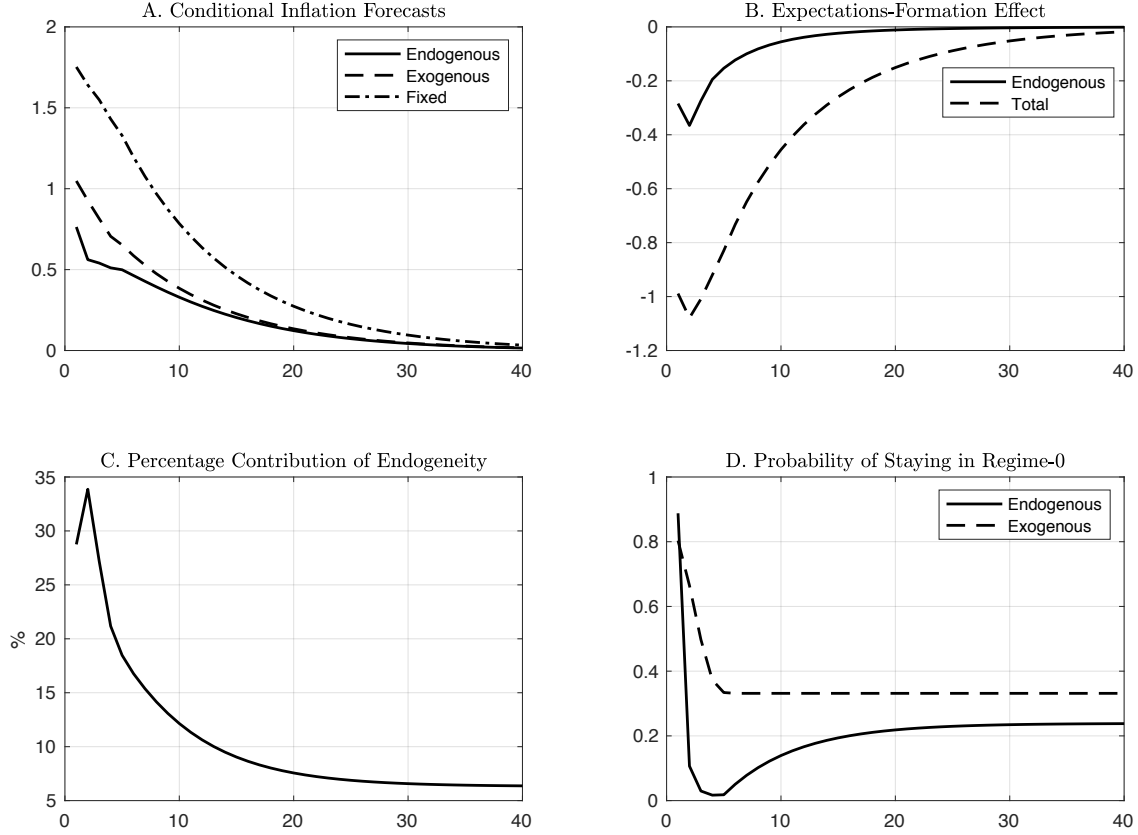 A. Conditional Inflation Forecasts
2
1.5
1
0.5
0
0 10 20 30 40
Endogenous
Exogenous
Fixed
B. Expectations-Formation Effect
0
-0.2
-0.4
-0.6
-0.8
-1
-1.2
0 10 20 30 40
Endogenous
Total
C. Percentage Contribution of Endogeneity
%
35
30
25
20
15
10
5
0 10 20 30 40
D. Probability of Staying in Regime-0
1
0.8
0.6
0.4
0.2
0
0 10 20 30 40
Endogenous
Exogenous